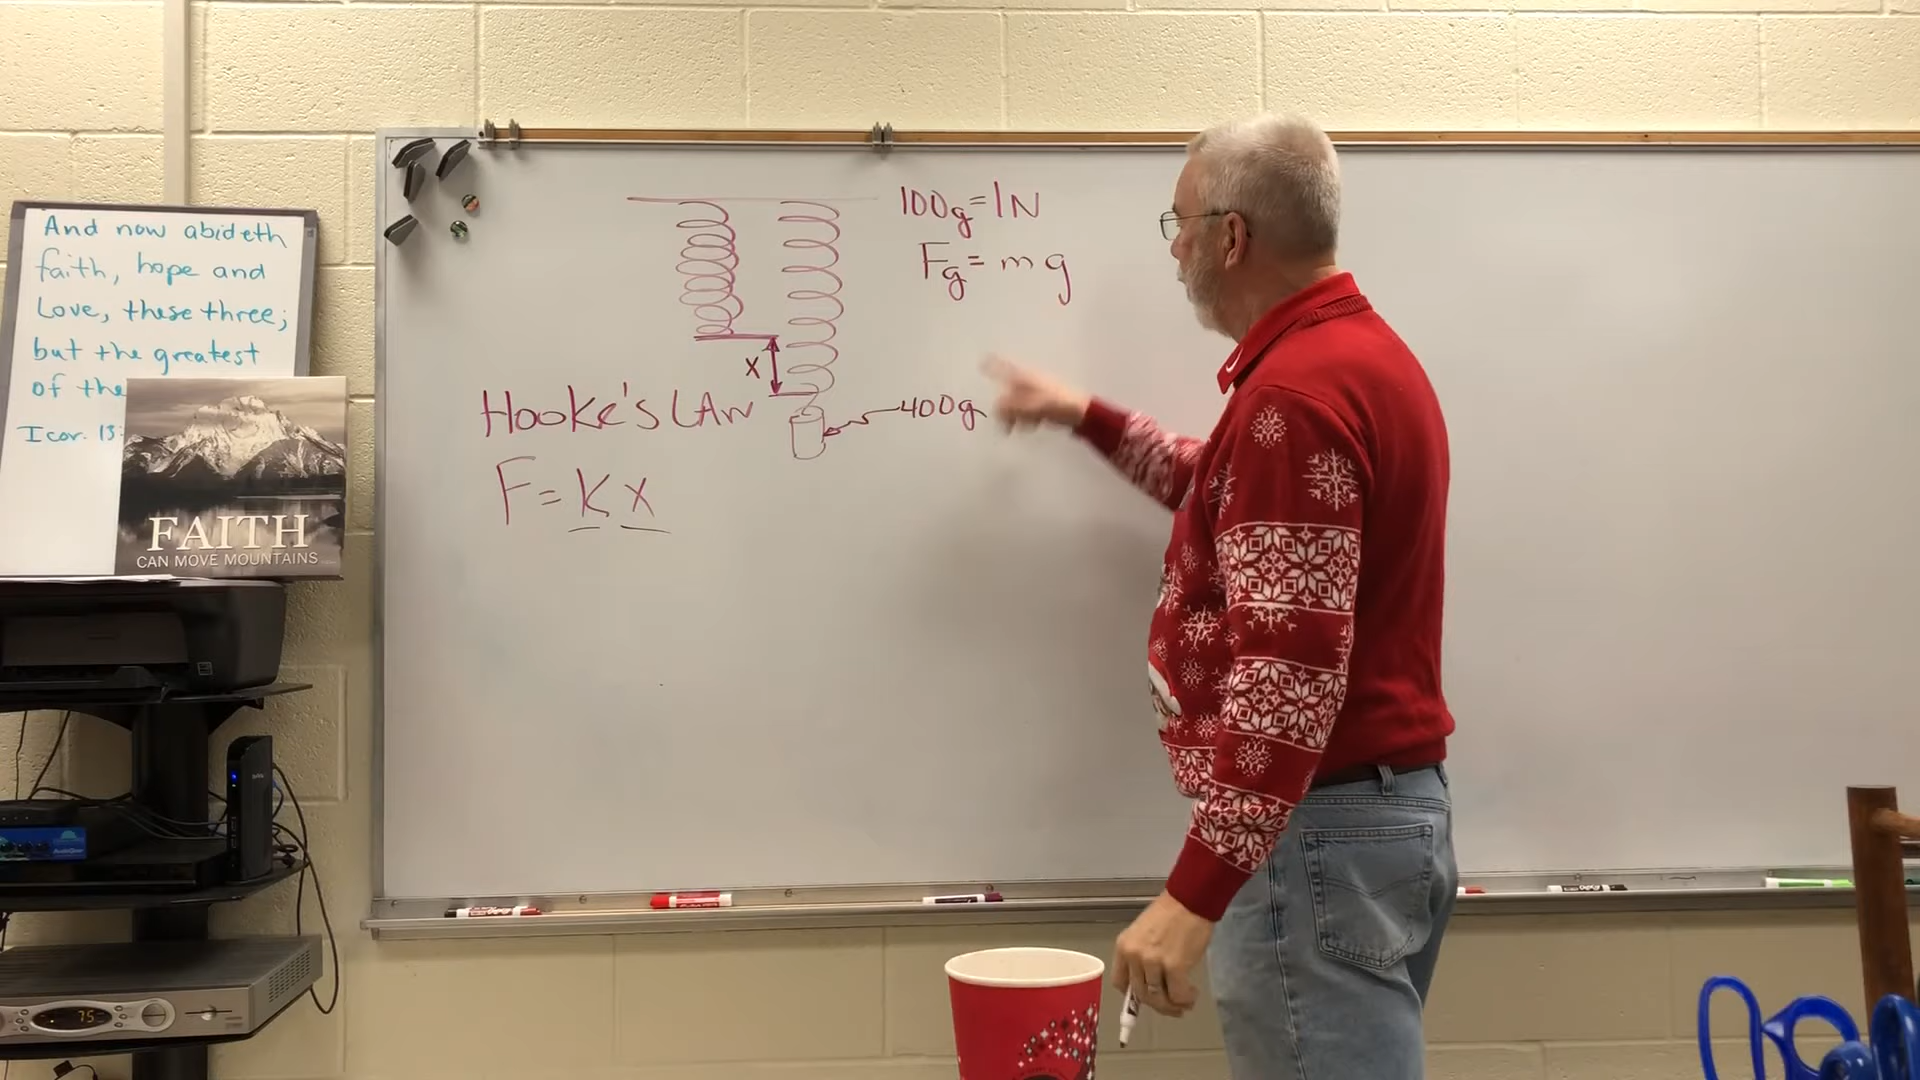 And now abideth
faith, hope and
Love, these three;
but the greatest
of the
I cor. 13:
FAITH
CAN MOVE MOUNTAINS
100g=1N
Fg=mg
x
Hooke's LAw
400g
F=Kx
75